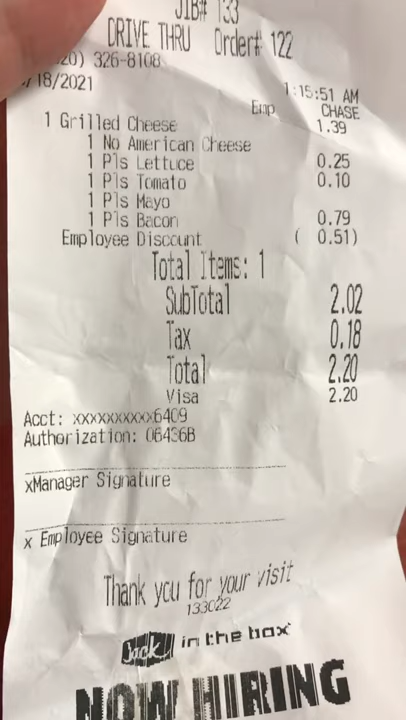 JIB# 133
DRIVE THRU Order# 122
20) 326-8108
/18/2021
1:15:51 AM
Emp CHASE
1 Grilled Cheese 1.39
1 No American Cheese
1 Pls Lettuce 0.25
1 Pls Tomato 0.10
1 Pls Mayo
1 Pls Bacon 0.79
Employee Discount ( 0.51)
Total Items: 1
SubTotal 2.02
Tax 0.18
Total 2.20
Visa 2.20
Acct: xxxxxxxxxx6409
Authorization: 06436B
xManager Signature
x Employee Signature
Thank you for your visit
133022
jack in the box
NOW HIRING